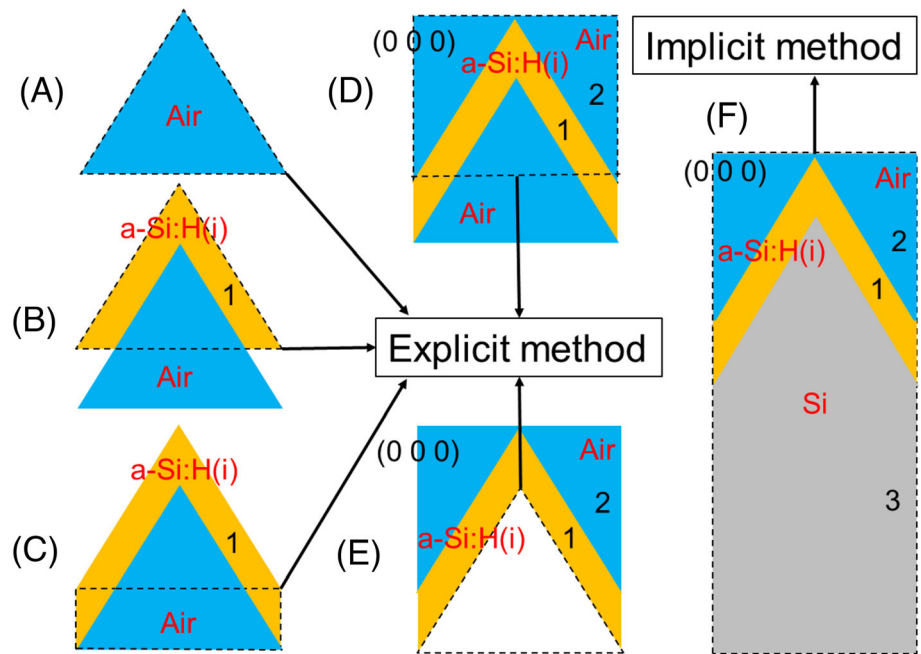 (A)
Air
(B)
a-Si:H(i)
1
Air
(C)
a-Si:H(i)
1
Air
(D)
(0 0 0)
Air
a-Si:H(i)
2
1
Air
Explicit method
(E)
(0 0 0)
Air
2
a-Si:H(i)
1
Implicit method
(F)
(0 0 0)
Air
2
a-Si:H(i)
1
Si
3